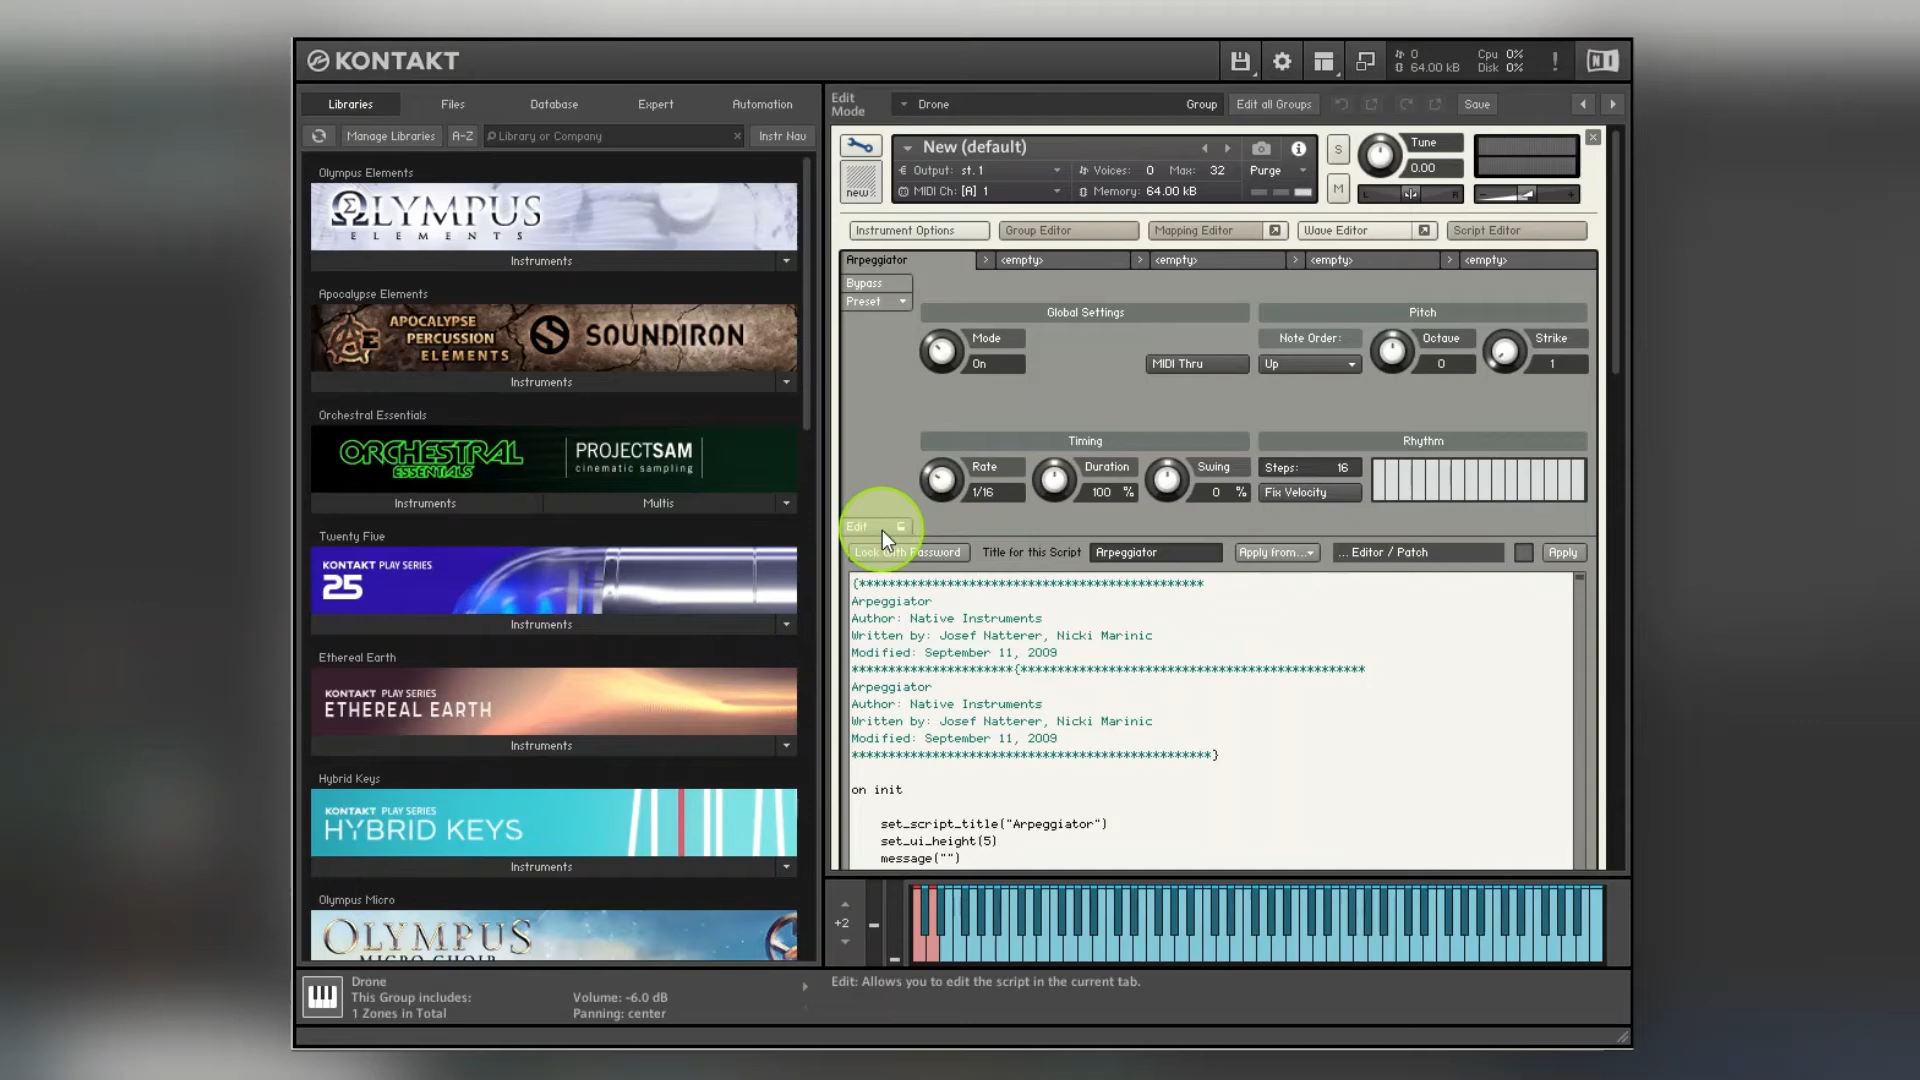 KONTAKT
0
64.00 kB
Cpu 0%
Disk 0%
!
NI
Libraries
Files
Database
Expert
Automation
Manage Libraries
A-Z
Library or Company
×
Instr Nav
Olympus Elements
OLYMPUS
ELEMENTS
Instruments
Apocalypse Elements
APOCALYPSE
PERCUSSION
ELEMENTS
SOUNDIRON
Instruments
Orchestral Essentials
ORCHESTRAL
ESSENTIALS
PROJECTSAM
cinematic sampling
Instruments
Multis
Twenty Five
KONTAKT PLAY SERIES
25
Instruments
Ethereal Earth
KONTAKT PLAY SERIES
ETHEREAL EARTH
Instruments
Hybrid Keys
KONTAKT PLAY SERIES
HYBRID KEYS
Instruments
Olympus Micro
OLYMPUS
MICRO CHOIR
Edit
Mode
Drone
Group
Edit all Groups
Save
New (default)
Output: st.1
Voices: 0 Max: 32
Purge
MIDI Ch: [A] 1
Memory: 64.00 kB
new
S
M
Tune
0.00
L
R
-
+
Instrument Options
Group Editor
Mapping Editor
Wave Editor
Script Editor
Arpeggiator
> <empty>
> <empty>
> <empty>
> <empty>
Bypass
Preset
Global Settings
Pitch
Mode
On
MIDI Thru
Note Order:
Up
Octave
0
Strike
1
Timing
Rhythm
Rate
1/16
Duration
100 %
Swing
0 %
Steps: 16
Fix Velocity
Edit
Lock with Password
Title for this Script
Arpeggiator
Apply from...
... Editor / Patch
Apply
{***********************************************
Arpeggiator
Author: Native Instruments
Written by: Josef Natterer, Nicki Marinic
Modified: September 11, 2009
**********************{***********************************************
Arpeggiator
Author: Native Instruments
Written by: Josef Natterer, Nicki Marinic
Modified: September 11, 2009
*************************************************}
on init
set_script_title("Arpeggiator")
set_ui_height(5)
message("")
+2
Drone
This Group includes:
1 Zones in Total
Volume: -6.0 dB
Panning: center
Edit: Allows you to edit the script in the current tab.